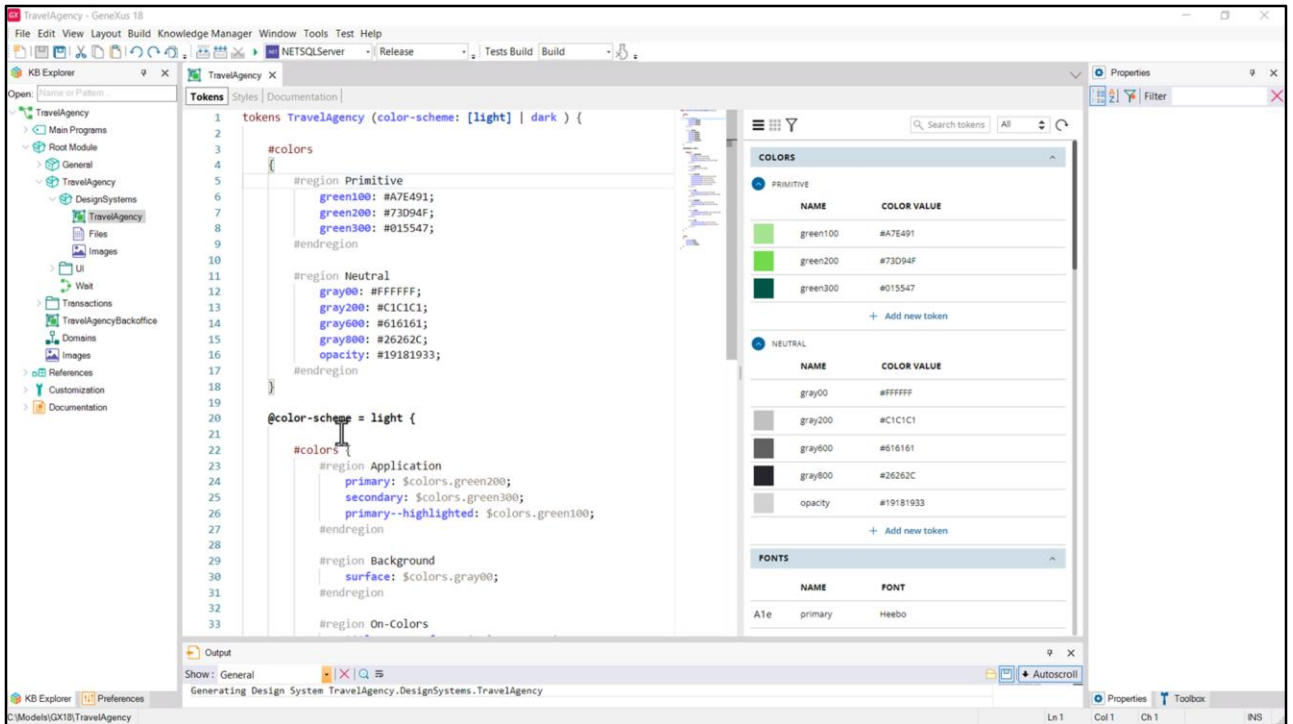 TravelAgency - GeneXus 18
File Edit View Layout Build Knowledge Manager Window Tools Test Help
NETSQLServer Release Tests Build Build
KB Explorer
Open: Name or Pattern...
TravelAgency
Main Programs
Root Module
General
TravelAgency
DesignSystems
TravelAgency
Files
Images
UI
Wait
Transactions
TravelAgencyBackoffice
Domains
Images
References
Customization
Documentation
KB Explorer Preferences
TravelAgency
Tokens Styles Documentation
1 tokens TravelAgency (color-scheme: [light] | dark ) {
2
3 #colors
4 {
5 #region Primitive
6 green100: #A7E491;
7 green200: #73D94F;
8 green300: #015547;
9 #endregion
10
11 #region Neutral
12 gray00: #FFFFFF;
13 gray200: #C1C1C1;
14 gray600: #616161;
15 gray800: #26262C;
16 opacity: #19181933;
17 #endregion
18 }
19
20 @color-scheme = light {
21
22 #colors {
23 #region Application
24 primary: $colors.green200;
25 secondary: $colors.green300;
26 primary--highlighted: $colors.green100;
27 #endregion
28
29 #region Background
30 surface: $colors.gray00;
31 #endregion
32
33 #region On-Colors
Search tokens All
COLORS
PRIMITIVE
NAME COLOR VALUE
green100 #A7E491
green200 #73D94F
green300 #015547
+ Add new token
NEUTRAL
NAME COLOR VALUE
gray00 #FFFFFF
gray200 #C1C1C1
gray600 #616161
gray800 #26262C
opacity #19181933
+ Add new token
FONTS
NAME FONT
A1e primary Heebo
Output
Show: General Autoscroll
Generating Design System TravelAgency.DesignSystems.TravelAgency
Properties
Filter
Properties Toolbox
C:\Models\GX18\TravelAgency Ln 1 Col 1 Ch 1 INS